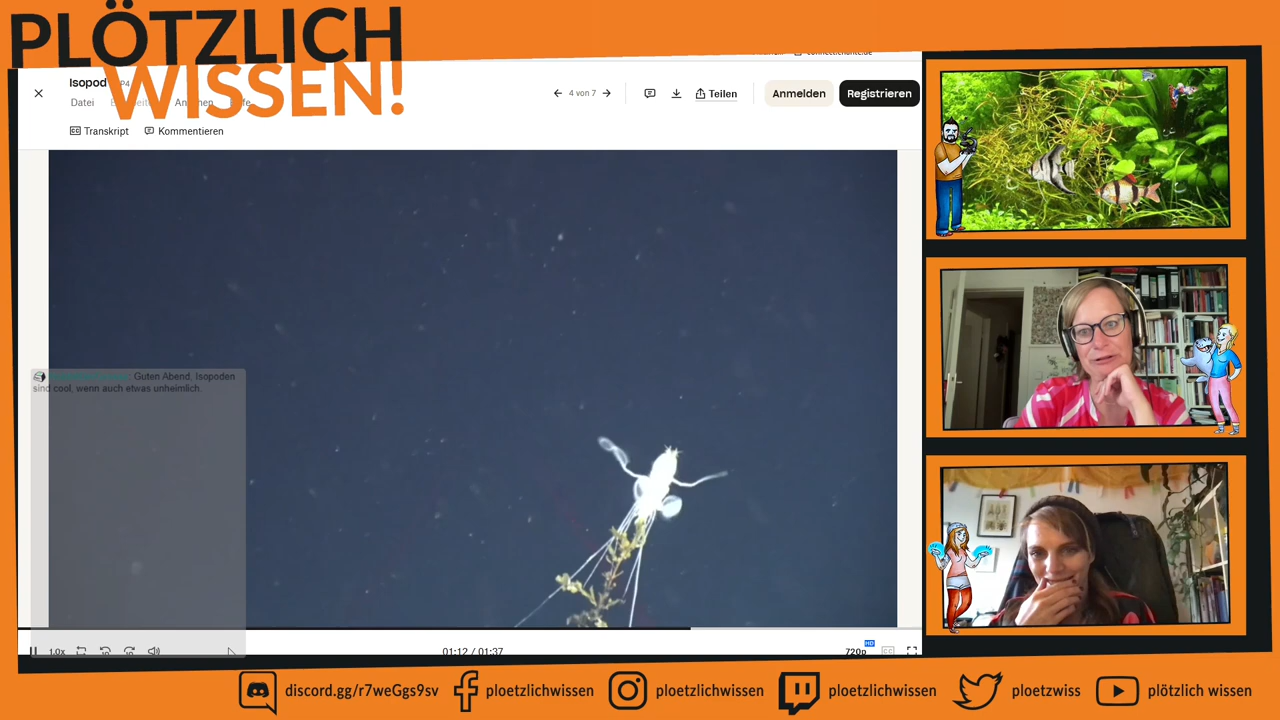 PLÖTZLICH
WISSEN!
Isopod
4 von 7
Teilen
Anmelden
Registrieren
Datei
Transkript
Kommentieren
: Guten Abend, Isopoden
sind cool, wenn auch etwas unheimlich.
1.0x
01:12 / 01:37
HD
720p
discord.gg/r7weGgs9sv
ploetzlichwissen
ploetzlichwissen
ploetzlichwissen
ploetzwiss
plötzlich wissen